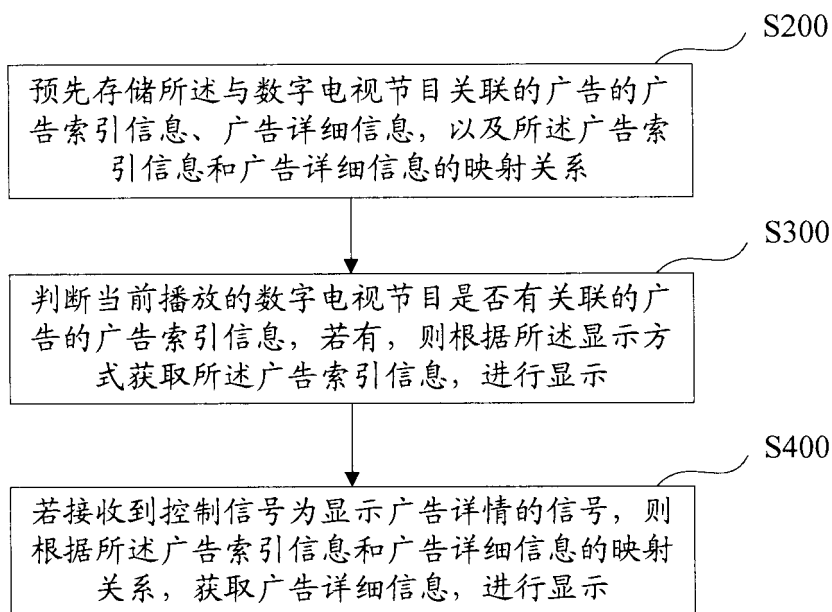 S200
预先存储所述与数字电视节目关联的广告的广
告索引信息、广告详细信息，以及所述广告索
引信息和广告详细信息的映射关系
S300
判断当前播放的数字电视节目是否有关联的广
告的广告索引信息，若有，则根据所述显示方
式获取所述广告索引信息，进行显示
S400
若接收到控制信号为显示广告详情的信号，则
根据所述广告索引信息和广告详细信息的映射
关系，获取广告详细信息，进行显示